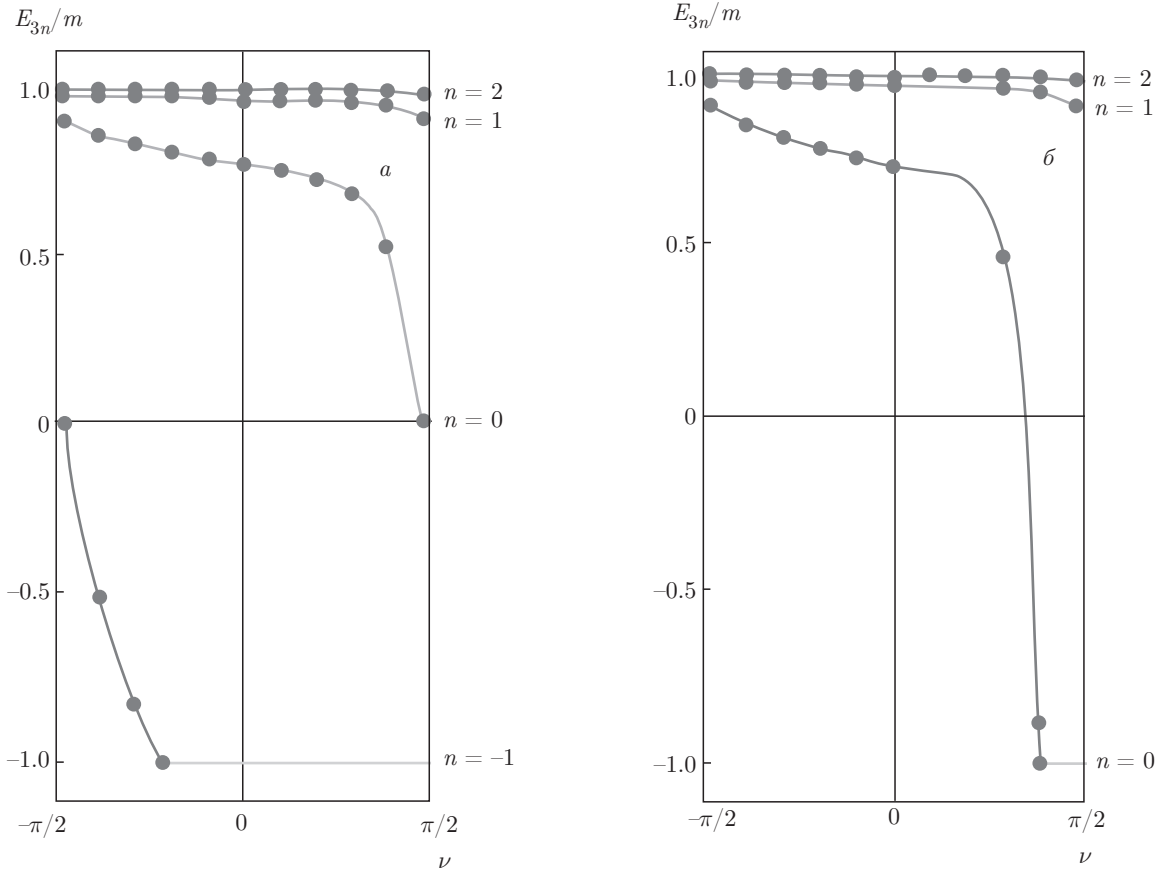 E_{3n}/m
1.0
0.5
0
–0.5
–1.0
–π/2
0
π/2
ν
n = 2
n = 1
a
n = 0
n = –1
E_{3n}/m
1.0
0.5
0
–0.5
–1.0
–π/2
0
π/2
ν
n = 2
n = 1
б
n = 0